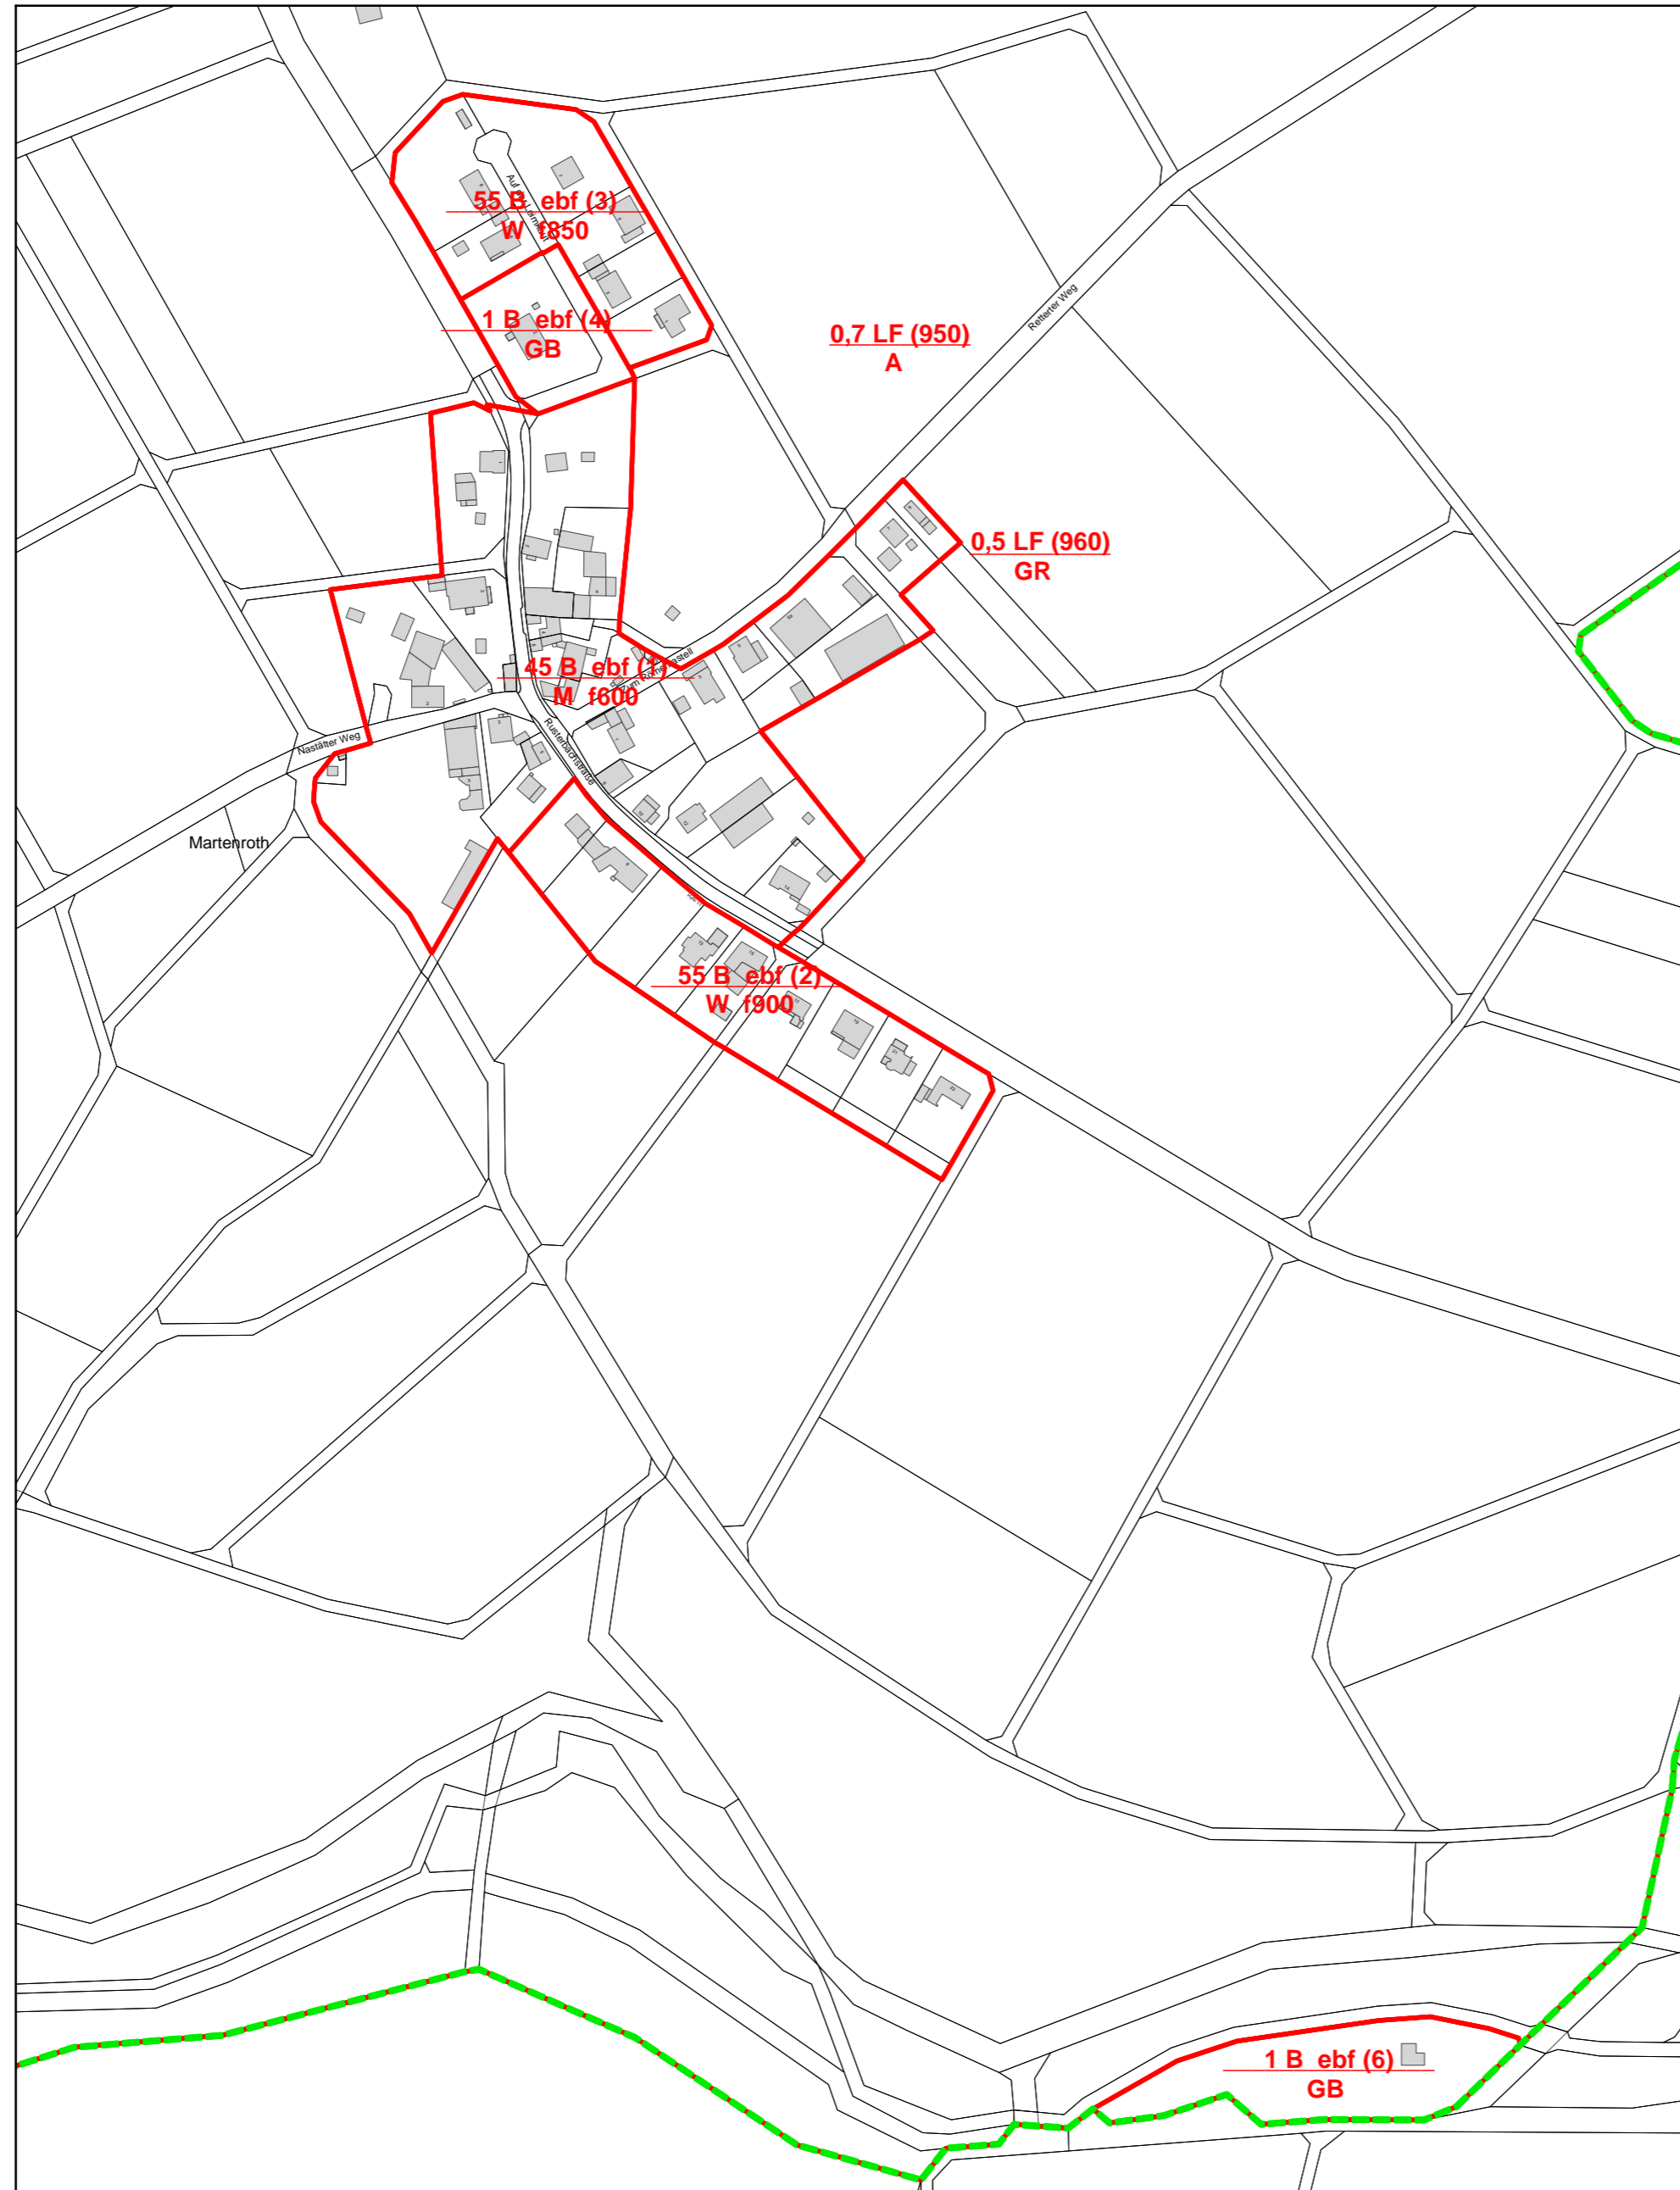 55 B ebf (3)
W f850
1 B ebf (4)
GB
0,7 LF (950)
A
Retterter Weg
0,5 LF (960)
GR
45 B ebf (1)
M f600
Rusterbachstraße
Nastätter Weg
Martenroth
55 B ebf (2)
W f900
1 B ebf (6)
GB